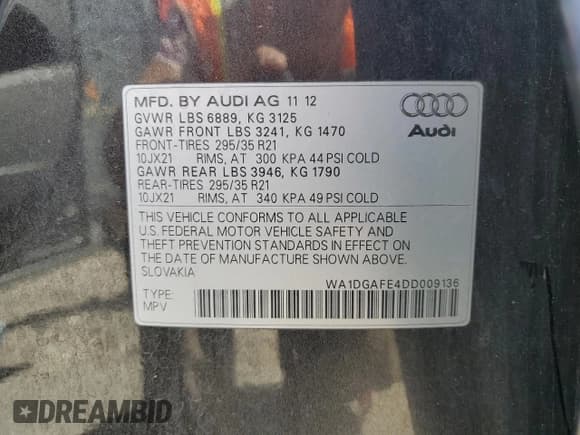 MFD. BY AUDI AG 11 12
GVWR LBS 6889, KG 3125
GAWR FRONT LBS 3241, KG 1470
FRONT-TIRES 295/35 R21
10JX21 RIMS, AT 300 KPA 44 PSI COLD
GAWR REAR LBS 3946, KG 1790
REAR-TIRES 295/35 R21
10JX21 RIMS, AT 340 KPA 49 PSI COLD
Audi
THIS VEHICLE CONFORMS TO ALL APPLICABLE
U.S. FEDERAL MOTOR VEHICLE SAFETY AND
THEFT PREVENTION STANDARDS IN EFFECT ON
THE DATE OF MANUFACTURE SHOWN ABOVE.
SLOVAKIA
WA1DGAFE4DD009136
TYPE:
MPV
DREAMBID